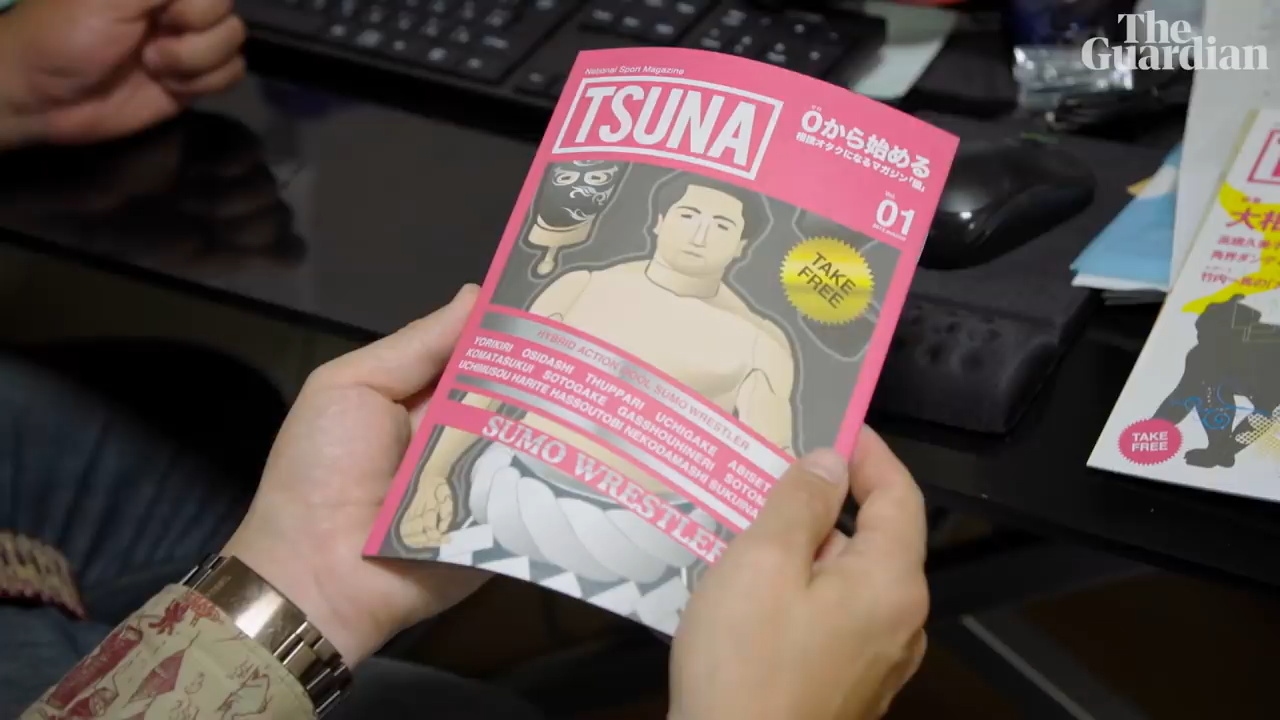 The
Guardian
National Sport Magazine
TSUNA
0から始める
相撲オタクになるマガジン「綱」
Vol.
01
TAKE
FREE
HYBRID ACTION COOL SUMO WRESTLER
YORIKIRI OSIDASHI THUPPARI UCHIGAKE ABISET
KOMATASUKUI SOTOGAKE GASSHOUHINERI SOTOM
UCHIMUSOU HARITE HASSOUTOBI NEKODAMASHI SUKUINA
SUMO WRESTLER
大相
TAKE
FREE